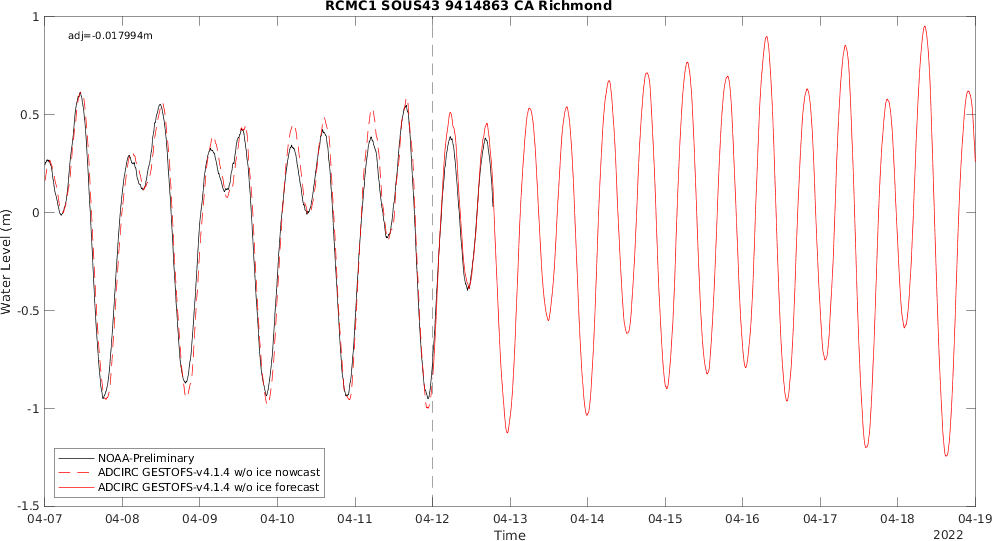 RCMC1 SOUS43 9414863 CA Richmond
adj=-0.017994m
1
0.5
0
-0.5
-1
-1.5
Water Level (m)
NOAA-Preliminary
ADCIRC GESTOFS-v4.1.4 w/o ice nowcast
ADCIRC GESTOFS-v4.1.4 w/o ice forecast
04-07 04-08 04-09 04-10 04-11 04-12 04-13 04-14 04-15 04-16 04-17 04-18 04-19
Time
2022